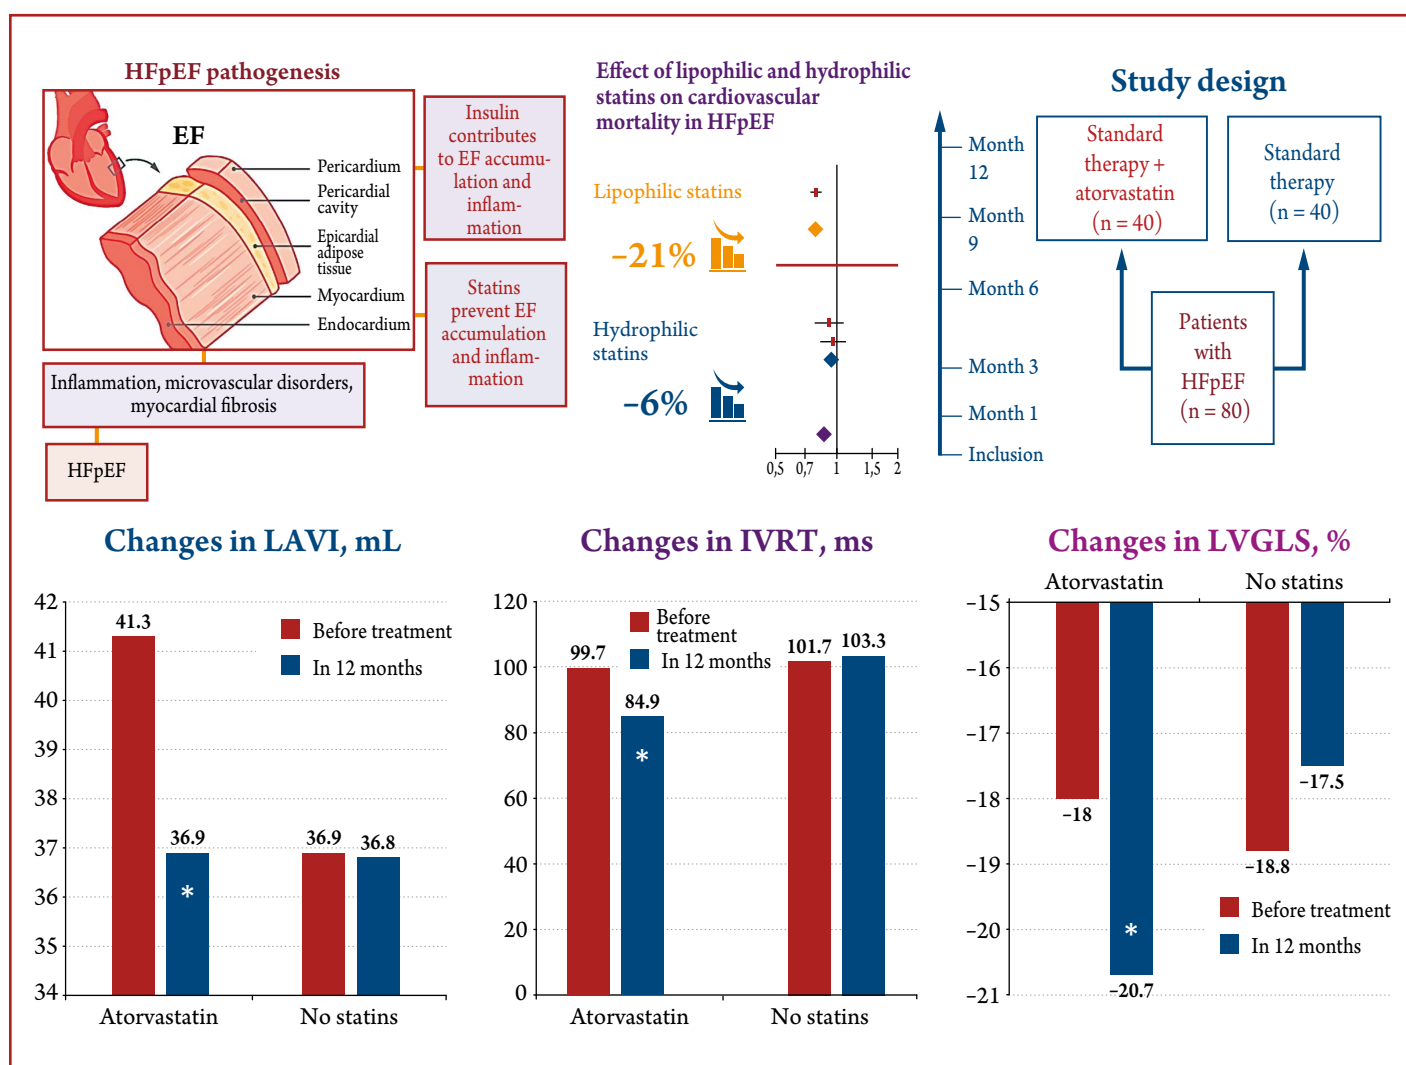 HFpEF pathogenesis
EF
Pericardium
Pericardial
cavity
Epicardial
adipose
tissue
Myocardium
Endocardium
Insulin
contributes
to EF accumu-
lation and
inflam-
mation
Statins
prevent EF
accumulation
and inflam-
mation
Inflammation, microvascular disorders,
myocardial fibrosis
HFpEF
Effect of lipophilic and hydrophilic
statins on cardiovascular
mortality in HFpEF
Lipophilic statins
–21%
Hydrophilic
statins
–6%
0,5 0,7 1 1,5 2
Study design
Month
12
Month
9
Month 6
Month 3
Month 1
Inclusion
Standard
therapy +
atorvastatin
(n = 40)
Standard
therapy
(n = 40)
Patients
with
HFpEF
(n = 80)
Changes in LAVI, mL
42
41
40
39
38
37
36
35
34
41.3
36.9
*
36.9
36.8
Before treatment
In 12 months
Atorvastatin
No statins
Changes in IVRT, ms
120
100
80
60
40
20
0
Before
treatment
In 12 months
99.7
84.9
*
101.7
103.3
Atorvastatin
No statins
Changes in LVGLS, %
Atorvastatin
No statins
–15
–16
–17
–18
–19
–20
–21
–18
*
–20.7
–18.8
–17.5
Before treatment
In 12 months